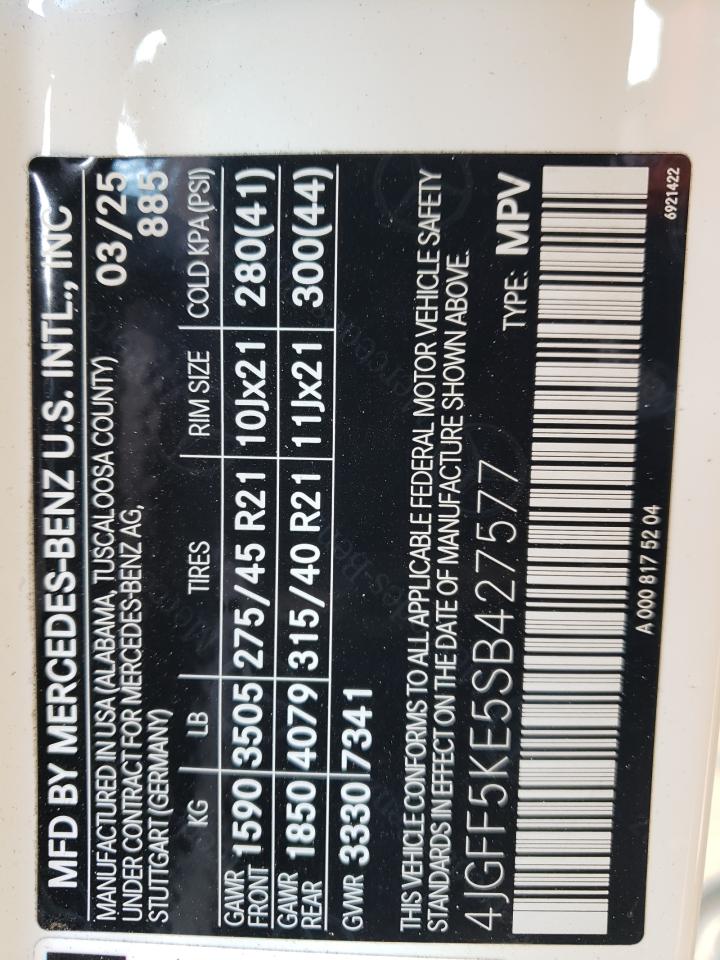 MFD BY MERCEDES-BENZ U.S. INTL., INC
MANUFACTURED IN USA (ALABAMA, TUSCALOOSA COUNTY) 03/25
UNDER CONTRACT FOR MERCEDES-BENZ AG, 885
STUTTGART (GERMANY)
KG LB TIRES RIM SIZE COLD KPA (PSI)
GAWR FRONT 1590 3505 275/45 R21 10Jx21 280(41)
GAWR REAR 1850 4079 315/40 R21 11Jx21 300(44)
GVWR 3330 7341
THIS VEHICLE CONFORMS TO ALL APPLICABLE FEDERAL MOTOR VEHICLE SAFETY
STANDARDS IN EFFECT ON THE DATE OF MANUFACTURE SHOWN ABOVE.
4JGFF5KE5SB427577 TYPE: MPV
A 000 817 52 04 6921422